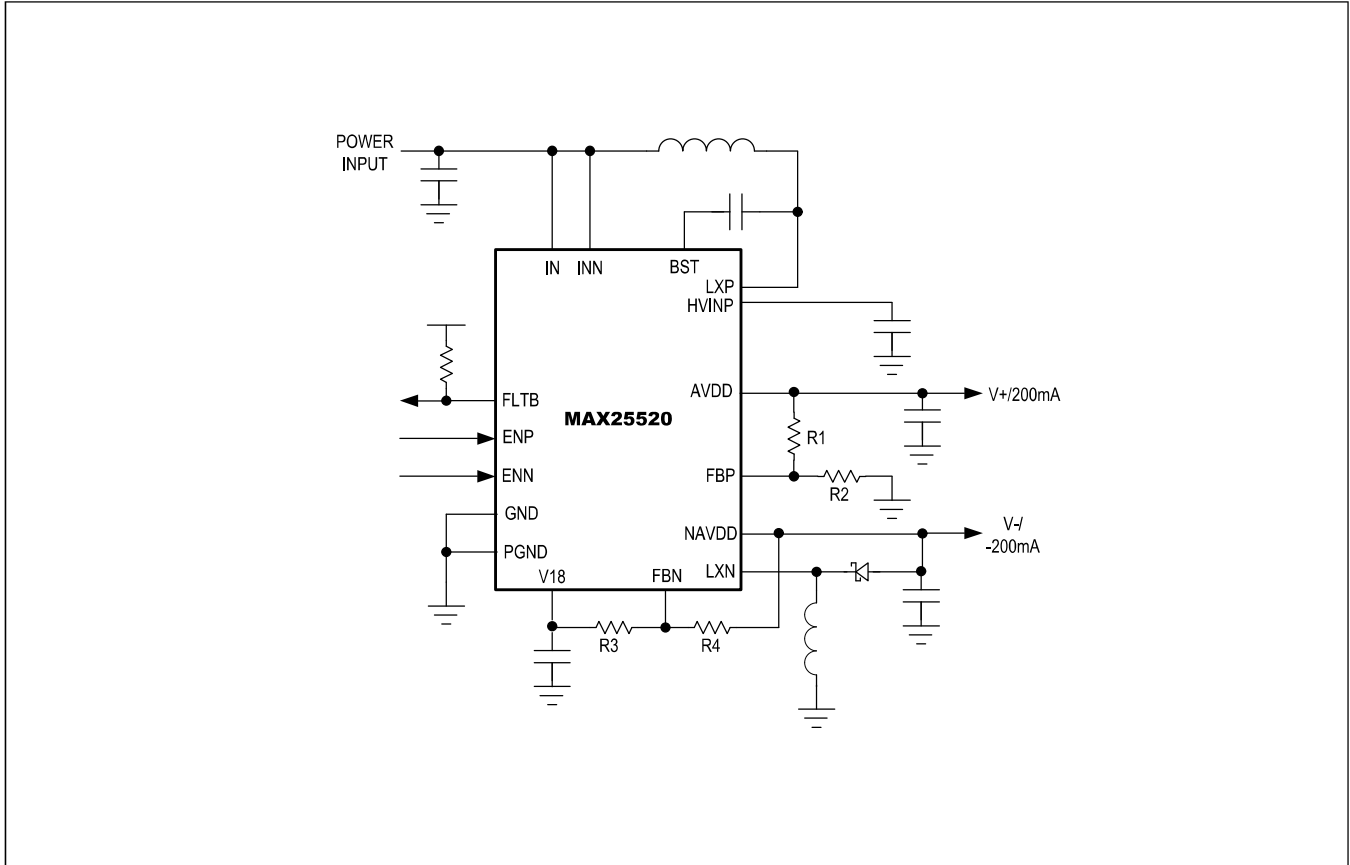 POWER
INPUT
IN
INN
BST
LXP
HVINP
FLTB
AVDD
V+/200mA
MAX25520
R1
ENP
ENN
FBP
R2
GND
NAVDD
V-/
-200mA
PGND
LXN
V18
FBN
R3
R4